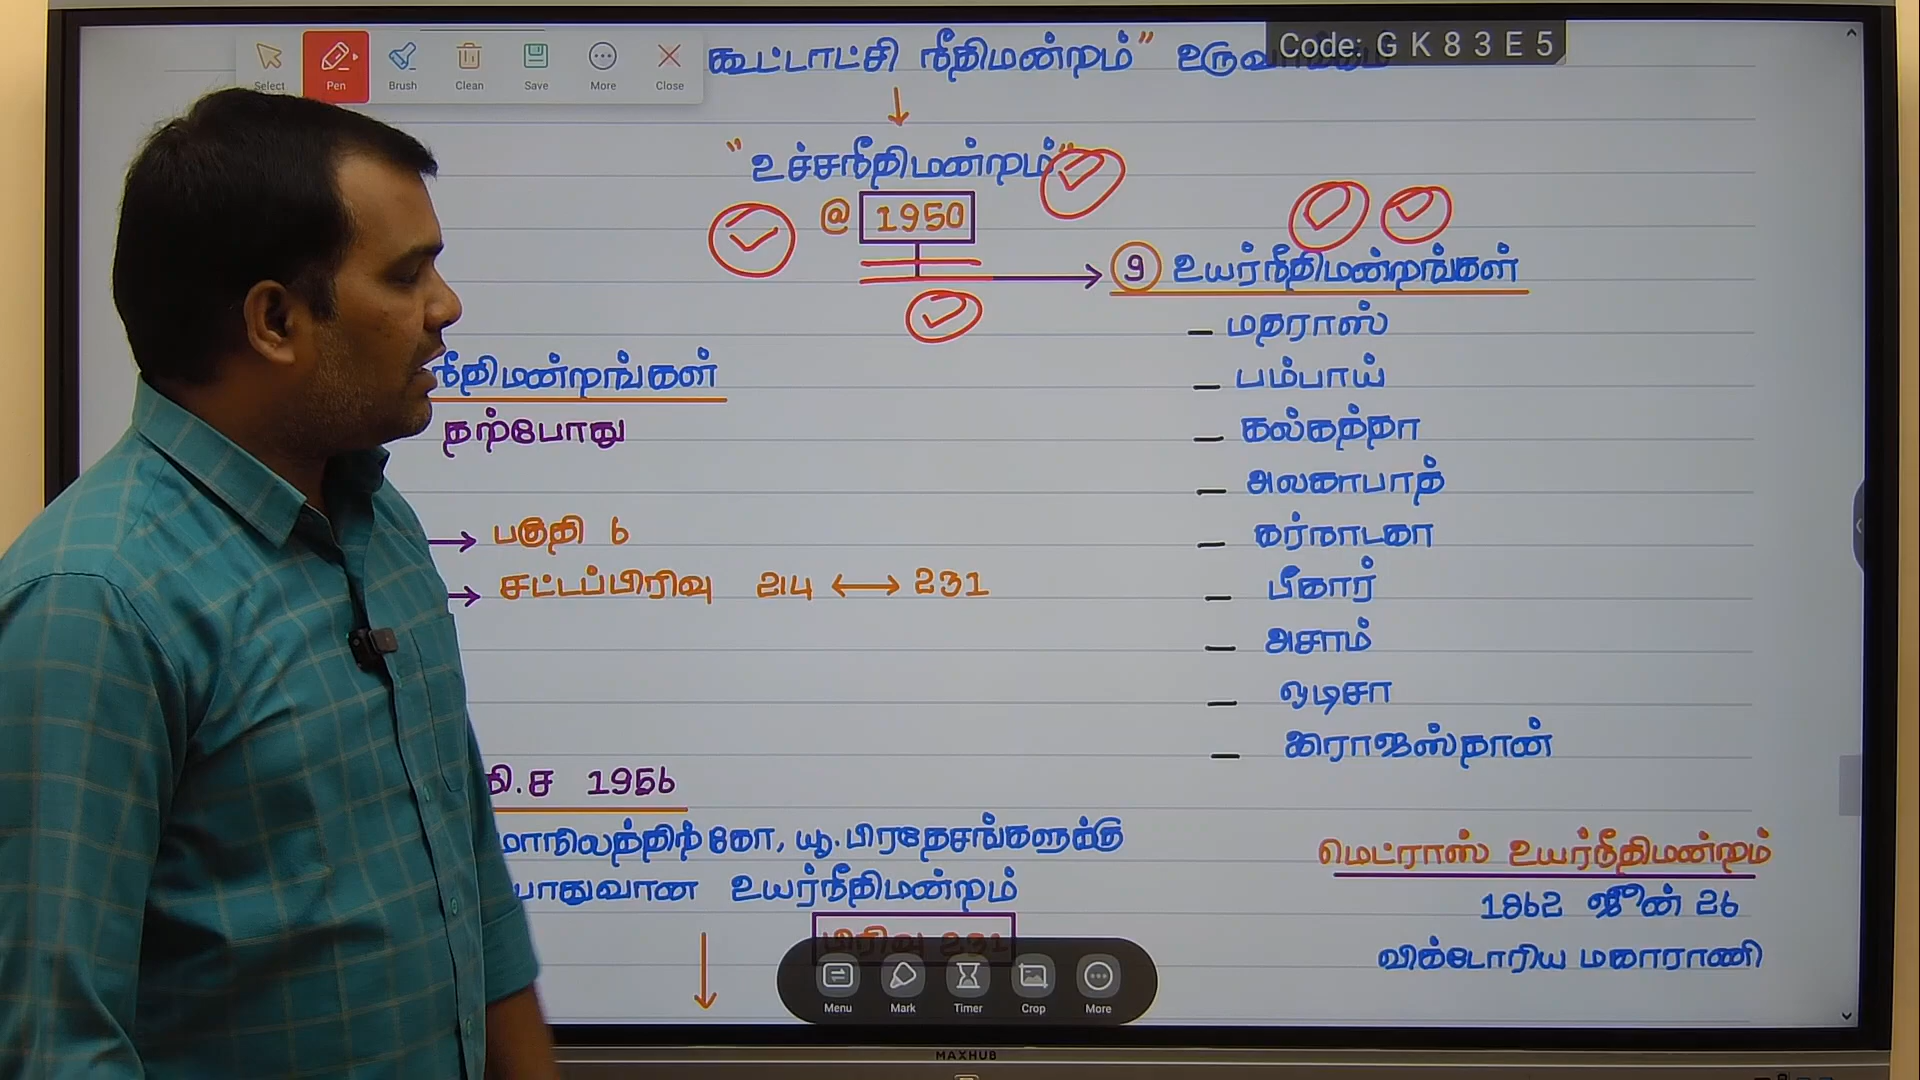 Code: G K 8 3 E 5
Select Pen Brush Clean Save More Close
கூட்டாட்சி நீதிமன்றம்"
"உச்சநீதிமன்றம்"
@ 1950
9 உயர்நீதிமன்றங்கள்
– மதராஸ்
– பம்பாய்
– கல்கத்தா
– அலகாபாத்
– கர்நாடகா
– பீகார்
– அசாம்
– ஒடிசா
– இராஜஸ்தான்
நீதிமன்றங்கள்
தற்போது
→ பகுதி 6
→ சட்டப்பிரிவு 214 ↔ 231
தி.ச 1956
மாநிலத்திற்கோ, யூ.பிரதேசங்களுக்கு
பொதுவான உயர்நீதிமன்றம்
பிரிவு 231
மெட்ராஸ் உயர்நீதிமன்றம்
1862 ஜூன் 26
விக்டோரிய மகாராணி
Menu Mark Timer Crop More
MAXHUB